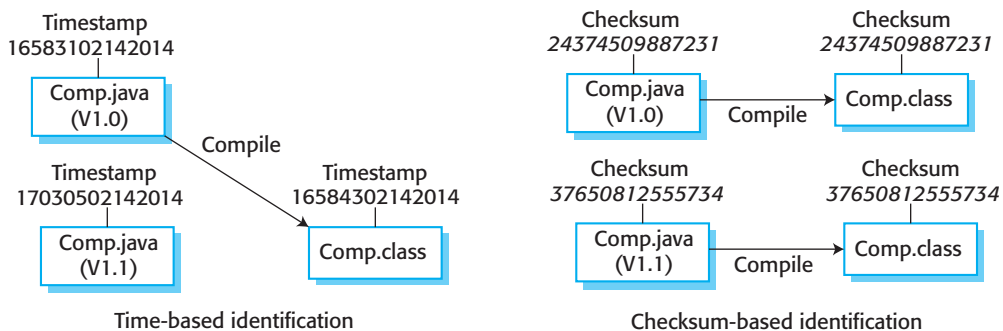 Timestamp
16583102142014
Comp.java
(V1.0)
Compile
Timestamp
17030502142014
Comp.java
(V1.1)
Timestamp
16584302142014
Comp.class
Time-based identification
Checksum
24374509887231
Comp.java
(V1.0)
Compile
Checksum
24374509887231
Comp.class
Checksum
37650812555734
Comp.java
(V1.1)
Compile
Checksum
37650812555734
Comp.class
Checksum-based identification